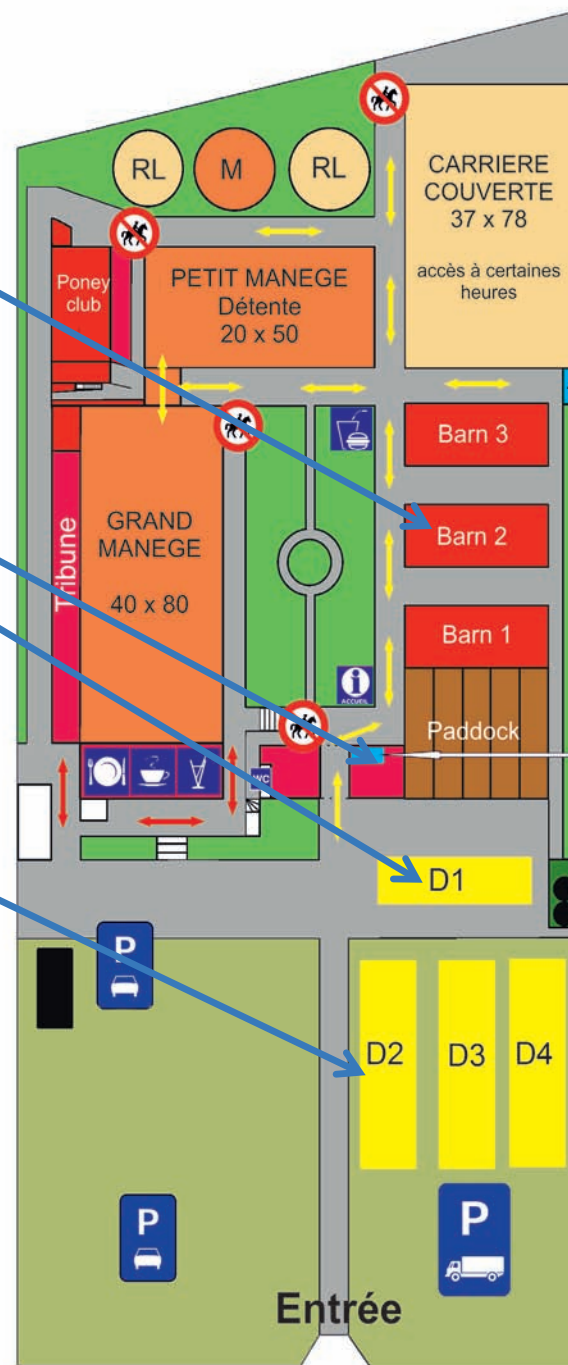 RL
M
RL
CARRIERE
COUVERTE
37 x 78
accès à certaines
heures
Poney
club
PETIT MANEGE
Détente
20 x 50
Barn 3
GRAND
MANEGE
40 x 80
Tribune
Barn 2
Barn 1
i
ACCUEIL
Paddock
WC
D1
P
D2
D3
D4
P
P
Entrée